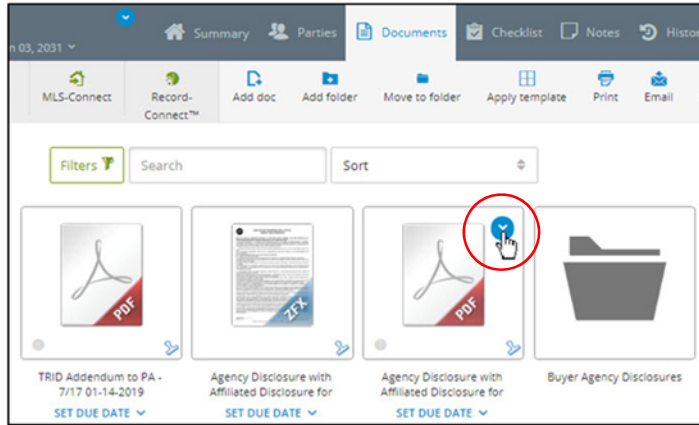 n 03, 2031
Summary
Parties
Documents
Checklist
Notes
Histor
MLS-Connect
Record-
Connect™
Add doc
Add folder
Move to folder
Apply template
Print
Email
Filters
Search
Sort
PDF
ZFX
PDF
TRID Addendum to PA -
7/17 01-14-2019
Agency Disclosure with
Affiliated Disclosure for
Agency Disclosure with
Affiliated Disclosure for
Buyer Agency Disclosures
SET DUE DATE
SET DUE DATE
SET DUE DATE